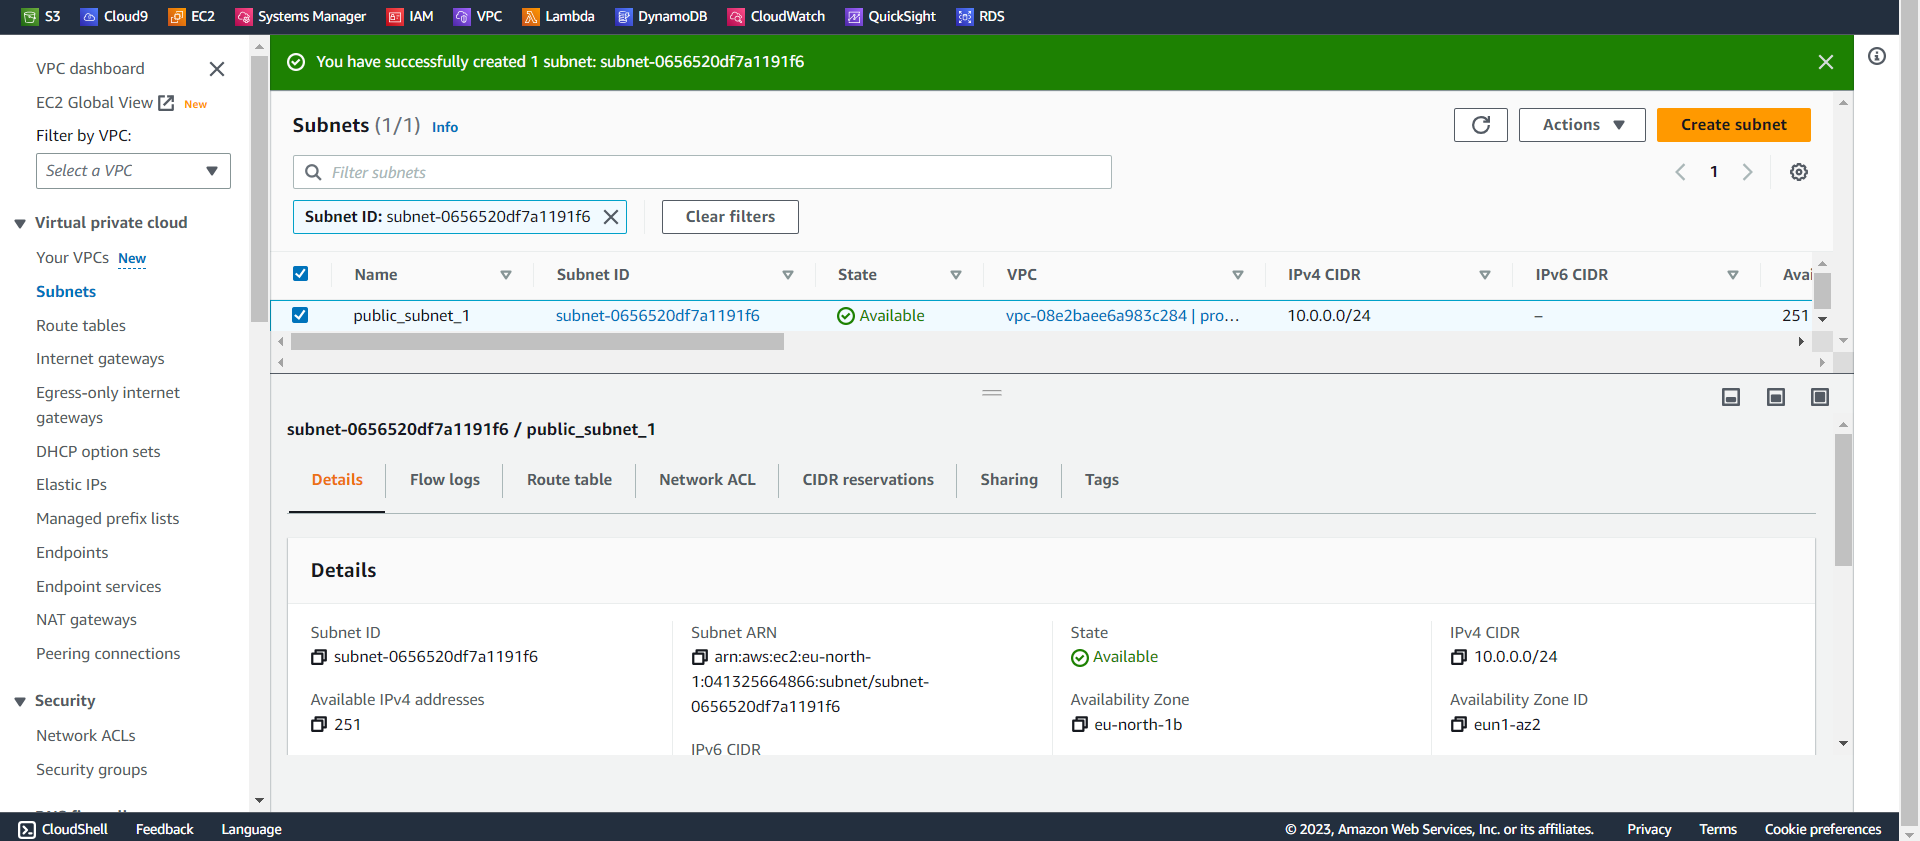 S3 Cloud9 EC2 Systems Manager IAM VPC Lambda DynamoDB CloudWatch QuickSight RDS
VPC dashboard
EC2 Global View New
Filter by VPC:
Select a VPC
Virtual private cloud
Your VPCs New
Subnets
Route tables
Internet gateways
Egress-only internet
gateways
DHCP option sets
Elastic IPs
Managed prefix lists
Endpoints
Endpoint services
NAT gateways
Peering connections
Security
Network ACLs
Security groups
You have successfully created 1 subnet: subnet-0656520df7a1191f6
Subnets (1/1) Info
Actions
Create subnet
Filter subnets
1
Subnet ID: subnet-0656520df7a1191f6
Clear filters
Name Subnet ID State VPC IPv4 CIDR IPv6 CIDR Avai
public_subnet_1 subnet-0656520df7a1191f6 Available vpc-08e2baee6a983c284 | pro... 10.0.0.0/24 – 251
subnet-0656520df7a1191f6 / public_subnet_1
Details Flow logs Route table Network ACL CIDR reservations Sharing Tags
Details
Subnet ID
subnet-0656520df7a1191f6
Available IPv4 addresses
251
Subnet ARN
arn:aws:ec2:eu-north-
1:041325664866:subnet/subnet-
0656520df7a1191f6
IPv6 CIDR
State
Available
Availability Zone
eu-north-1b
IPv4 CIDR
10.0.0.0/24
Availability Zone ID
eun1-az2
CloudShell Feedback Language © 2023, Amazon Web Services, Inc. or its affiliates. Privacy Terms Cookie preferences